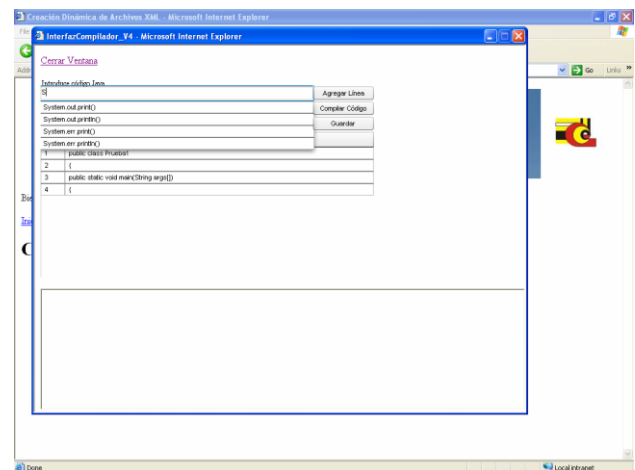 Creación Dinámica de Archivos XML - Microsoft Internet Explorer
File
InterfazCompilador_V4 - Microsoft Internet Explorer
Address
Go
Links »
Cerrar Ventana
Introduce código Java
S
Agregar Línea
System.out.print()
Compilar Código
System.out.println()
Guardar
System.err.print()
System.err.println()
1 public class Prueba1
2 {
3 public static void main(String args[])
4 {
C
Done
Local intranet